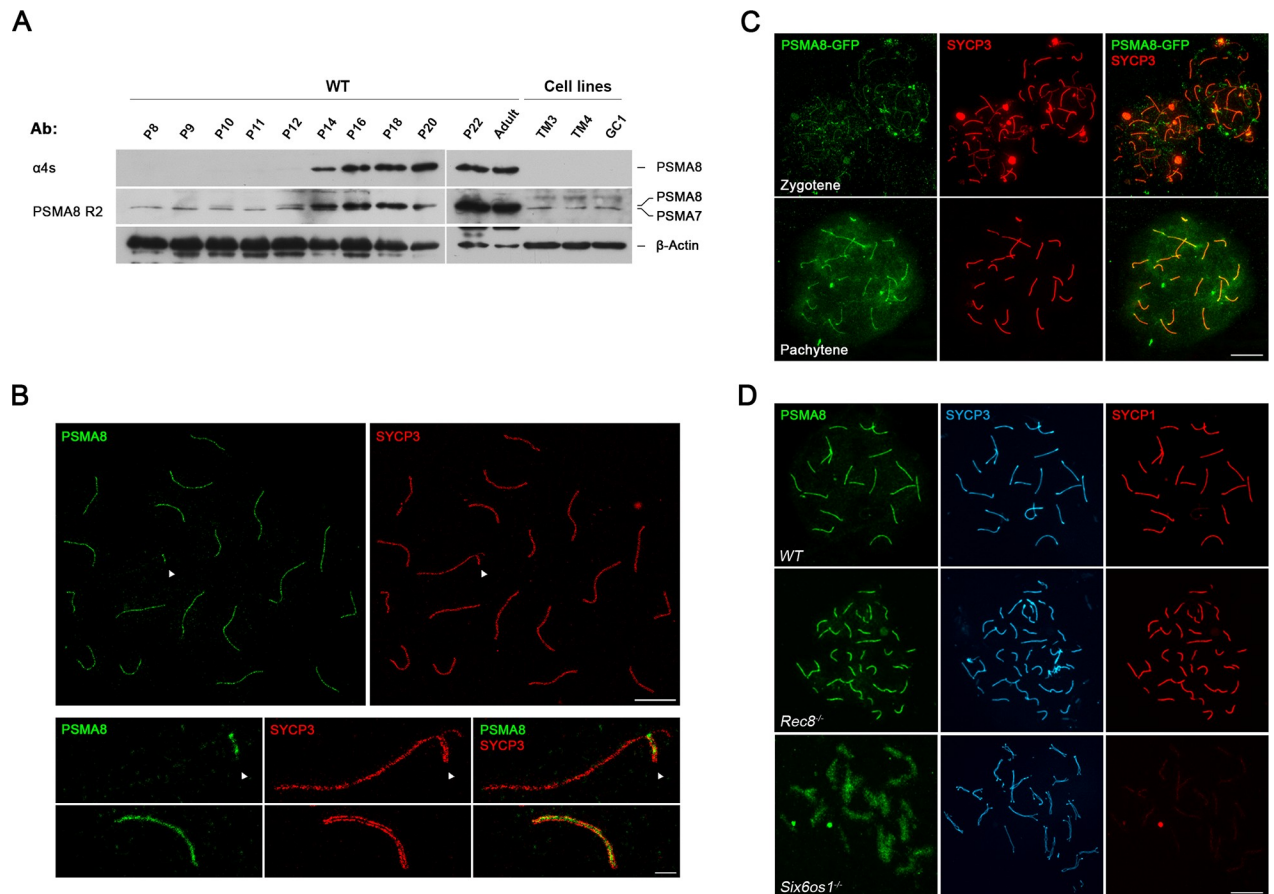 A
WT
Cell lines
Ab:
P8 P9 P10 P11 P12 P14 P16 P18 P20 P22 Adult TM3 TM4 GC1
α4s
PSMA8
PSMA8 R2
PSMA8
PSMA7
β-Actin
B
PSMA8
SYCP3
PSMA8
SYCP3
PSMA8
SYCP3
C
PSMA8-GFP
SYCP3
PSMA8-GFP
SYCP3
Zygotene
Pachytene
D
PSMA8
SYCP3
SYCP1
WT
Rec8-/-
Six6os1-/-